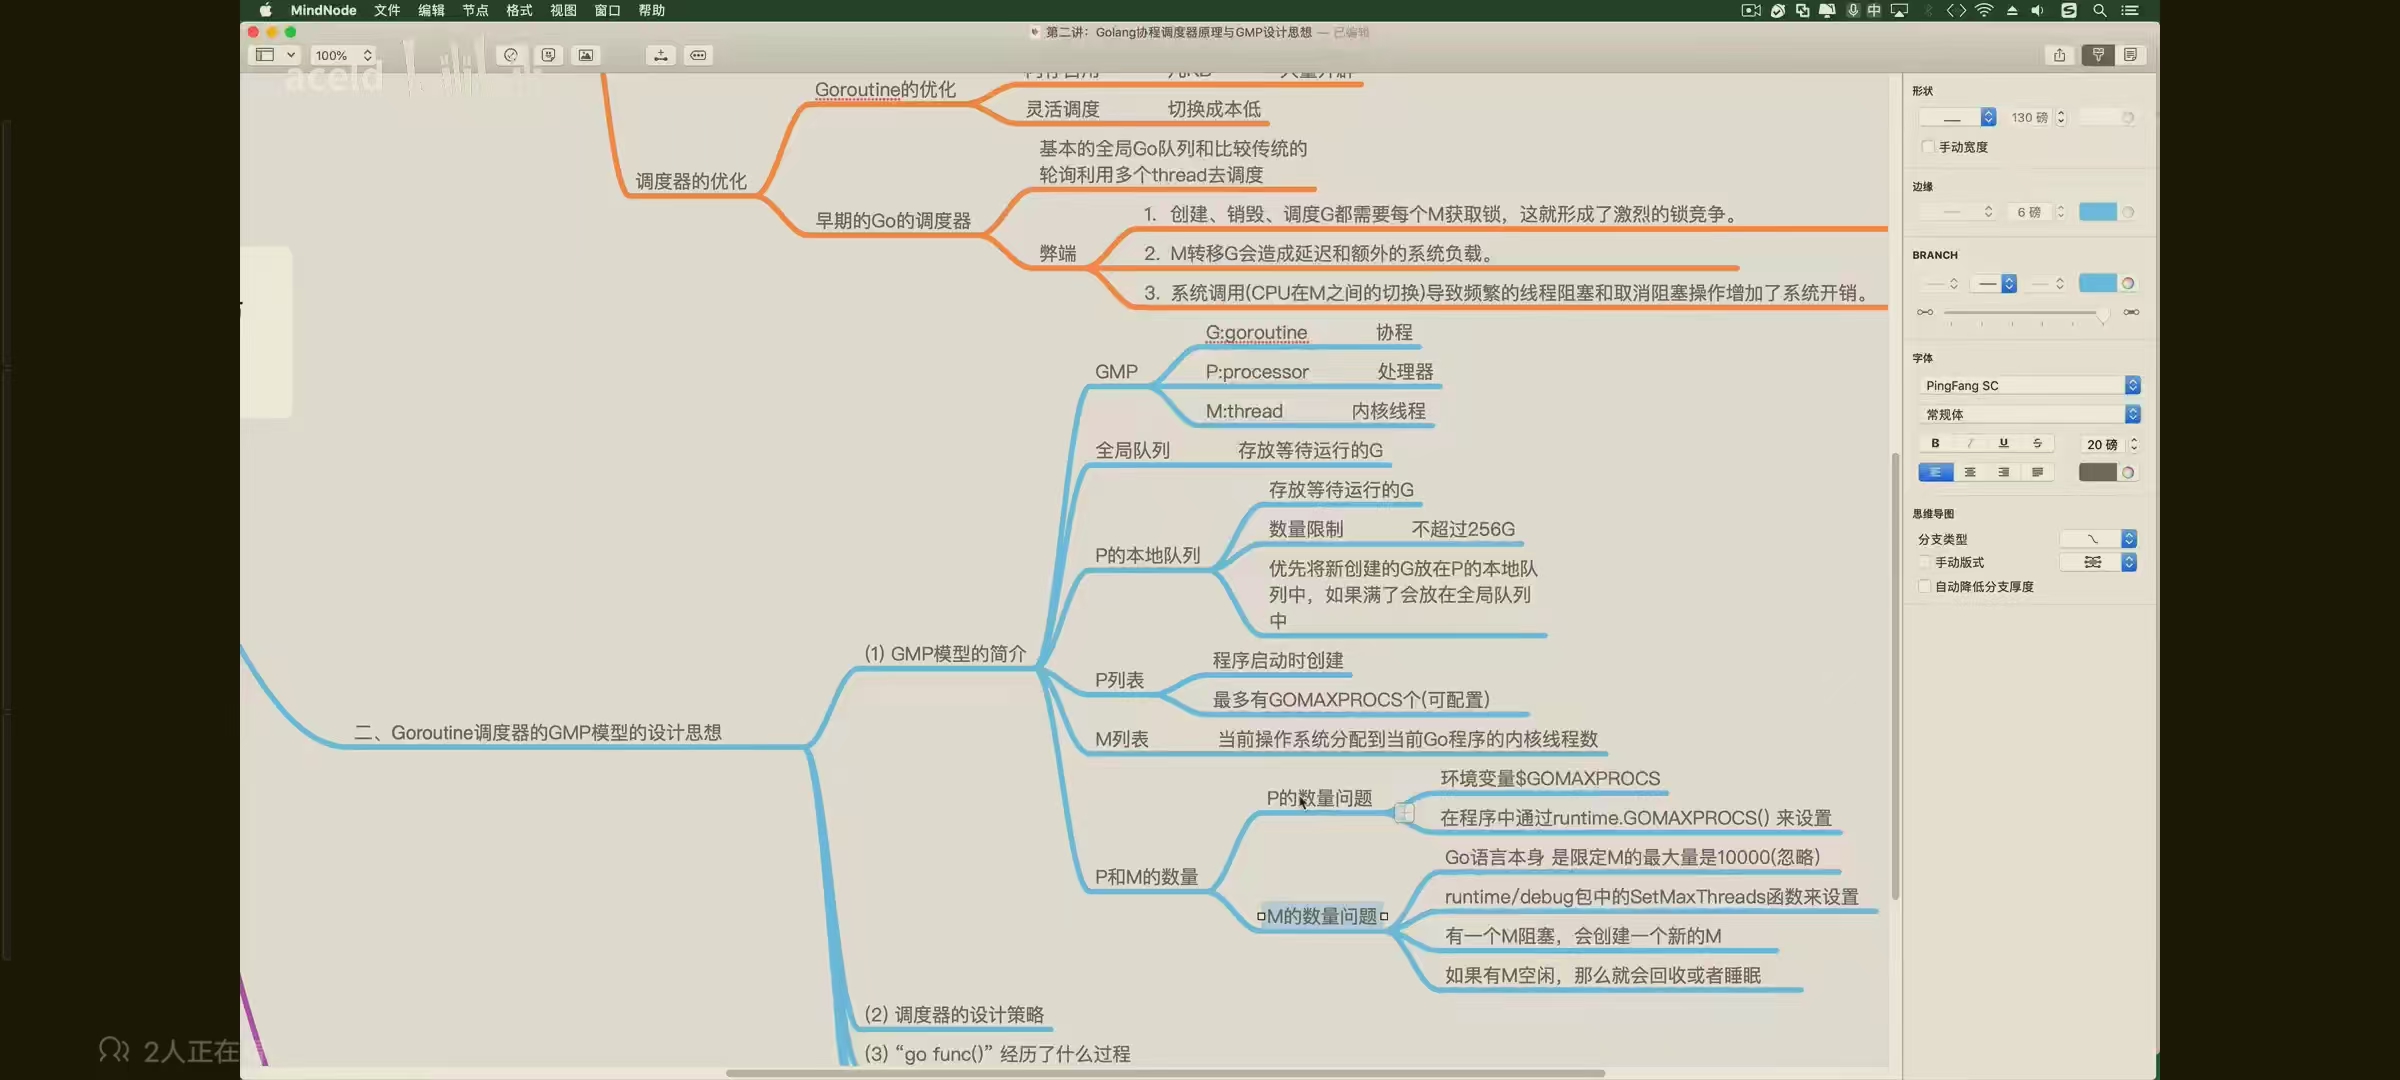 MindNode 文件 编辑 节点 格式 视图 窗口 帮助
中
第二讲：Golang协程调度器原理与GMP设计思想 — 已编辑
100%
aceld
Goroutine的优化
灵活调度 切换成本低
调度器的优化
基本的全局Go队列和比较传统的
轮询利用多个thread去调度
早期的Go的调度器
弊端
1. 创建、销毁、调度G都需要每个M获取锁，这就形成了激烈的锁竞争。
2. M转移G会造成延迟和额外的系统负载。
3. 系统调用(CPU在M之间的切换)导致频繁的线程阻塞和取消阻塞操作增加了系统开销。
GMP
G:goroutine 协程
P:processor 处理器
M:thread 内核线程
全局队列 存放等待运行的G
P的本地队列
存放等待运行的G
数量限制 不超过256G
优先将新创建的G放在P的本地队
列中，如果满了会放在全局队列
中
(1) GMP模型的简介
P列表
程序启动时创建
最多有GOMAXPROCS个(可配置)
二、Goroutine调度器的GMP模型的设计思想
M列表 当前操作系统分配到当前Go程序的内核线程数
P和M的数量
P的数量问题
环境变量$GOMAXPROCS
在程序中通过runtime.GOMAXPROCS() 来设置
M的数量问题
Go语言本身 是限定M的最大量是10000(忽略)
runtime/debug包中的SetMaxThreads函数来设置
有一个M阻塞，会创建一个新的M
如果有M空闲，那么就会回收或者睡眠
(2) 调度器的设计策略
(3) “go func()” 经历了什么过程
2人正在
形状
130 磅
手动宽度
边缘
6 磅
BRANCH
字体
PingFang SC
常规体
B I U S 20 磅
思维导图
分支类型
手动版式
自动降低分支厚度